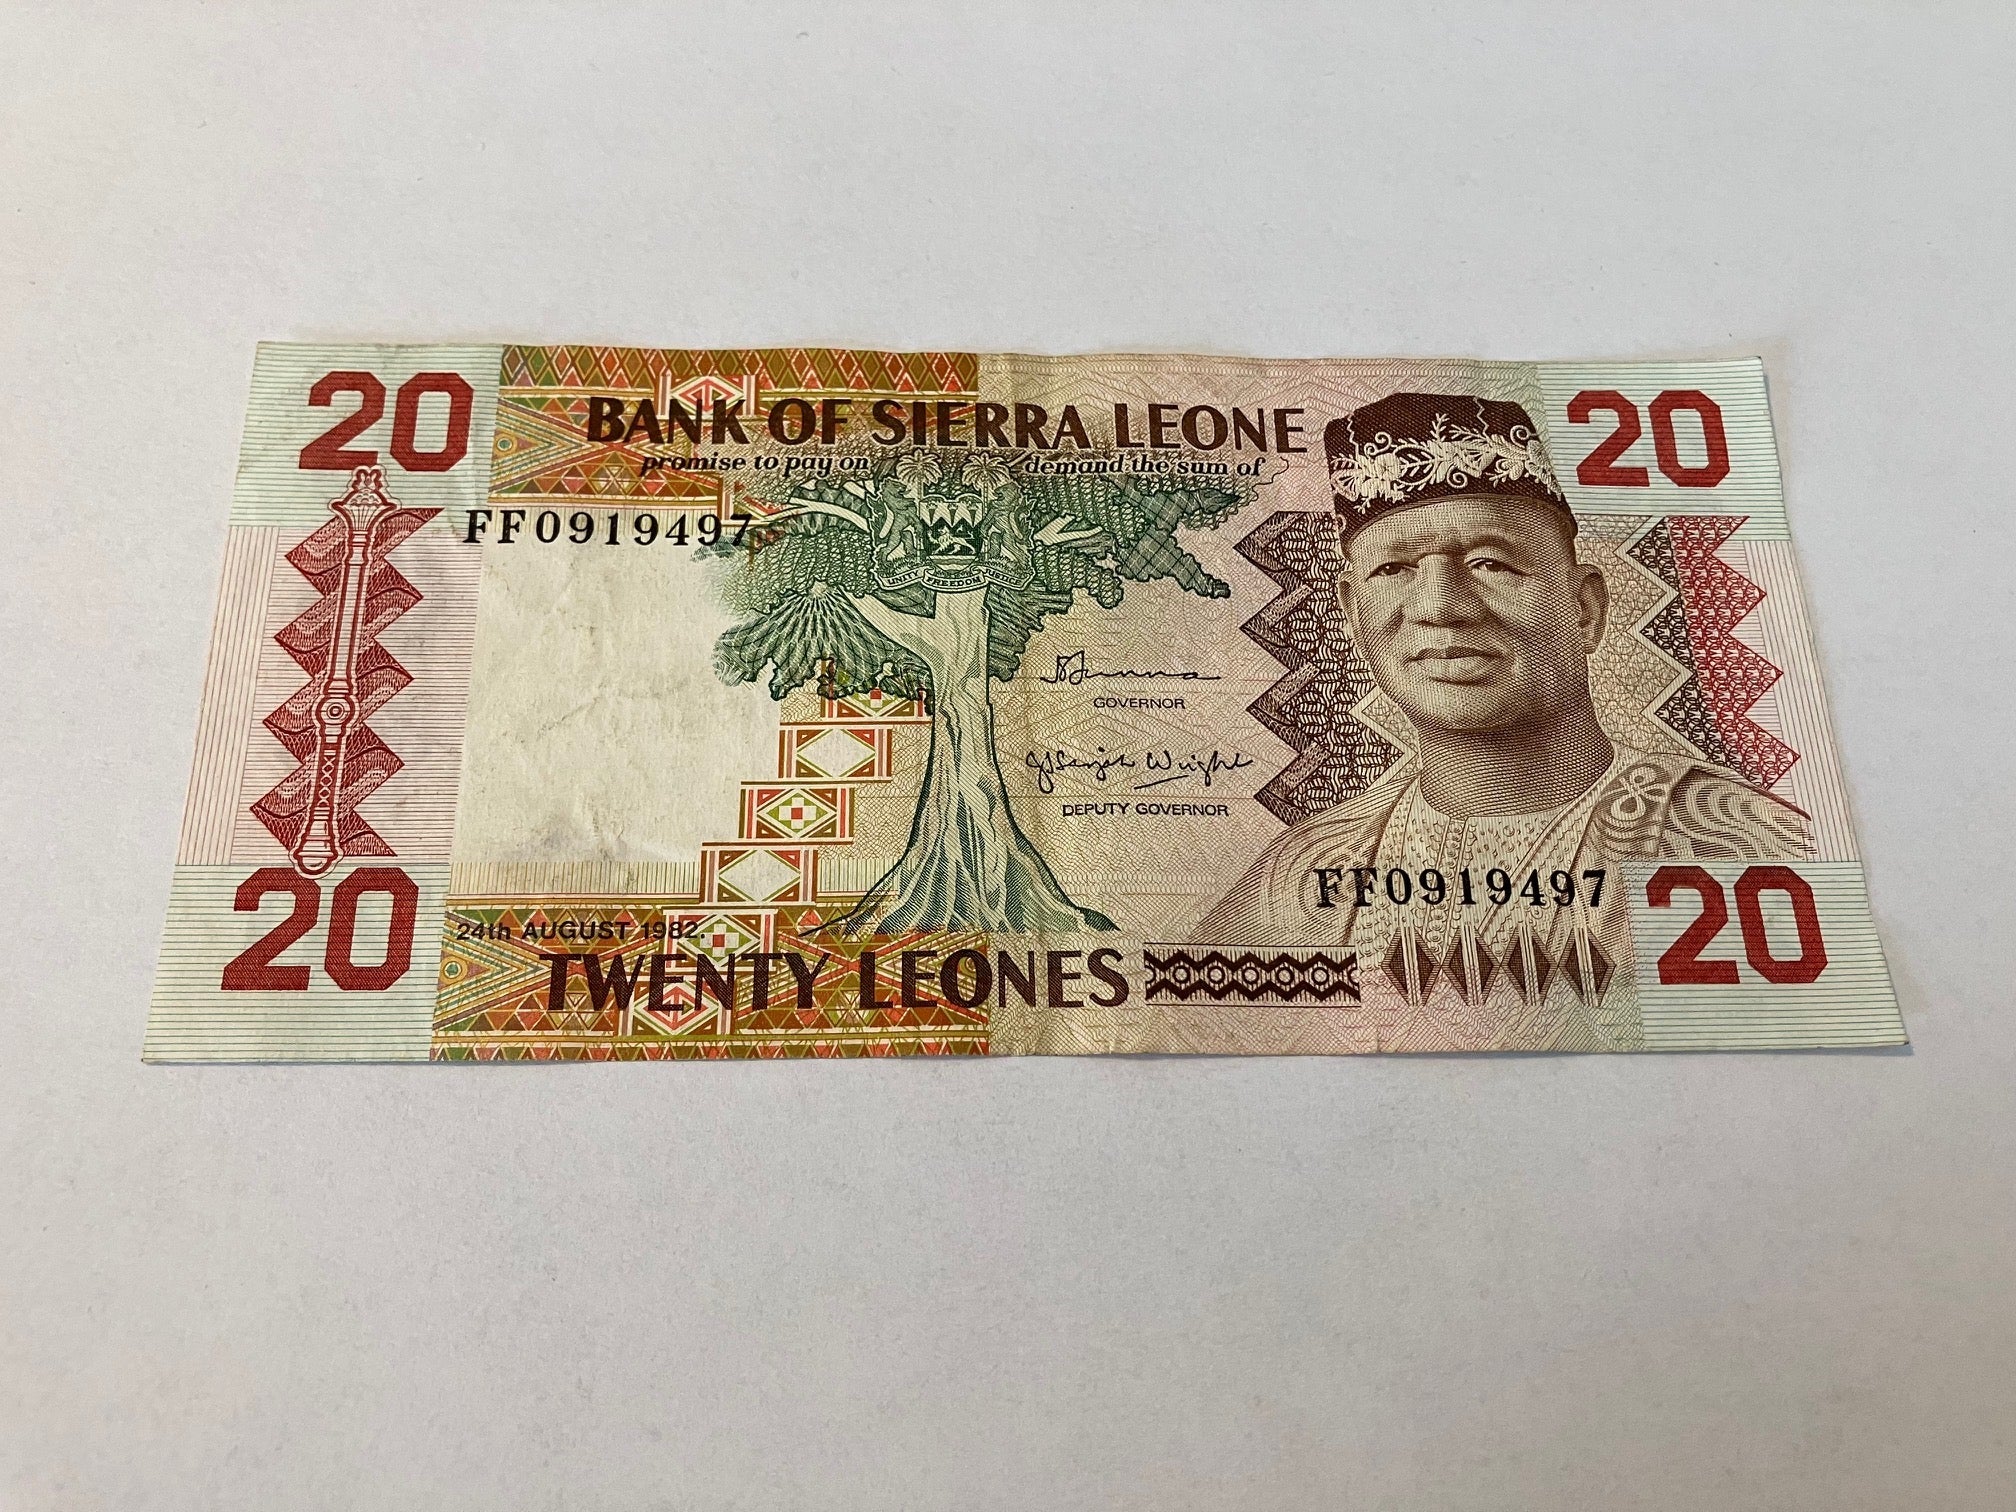 20
20
BANK OF SIERRA LEONE
promise to pay on demand the sum of
FF0919497
UNITY FREEDOM JUSTICE
GOVERNOR
DEPUTY GOVERNOR
FF0919497
20
24th AUGUST 1982.
20
TWENTY LEONES